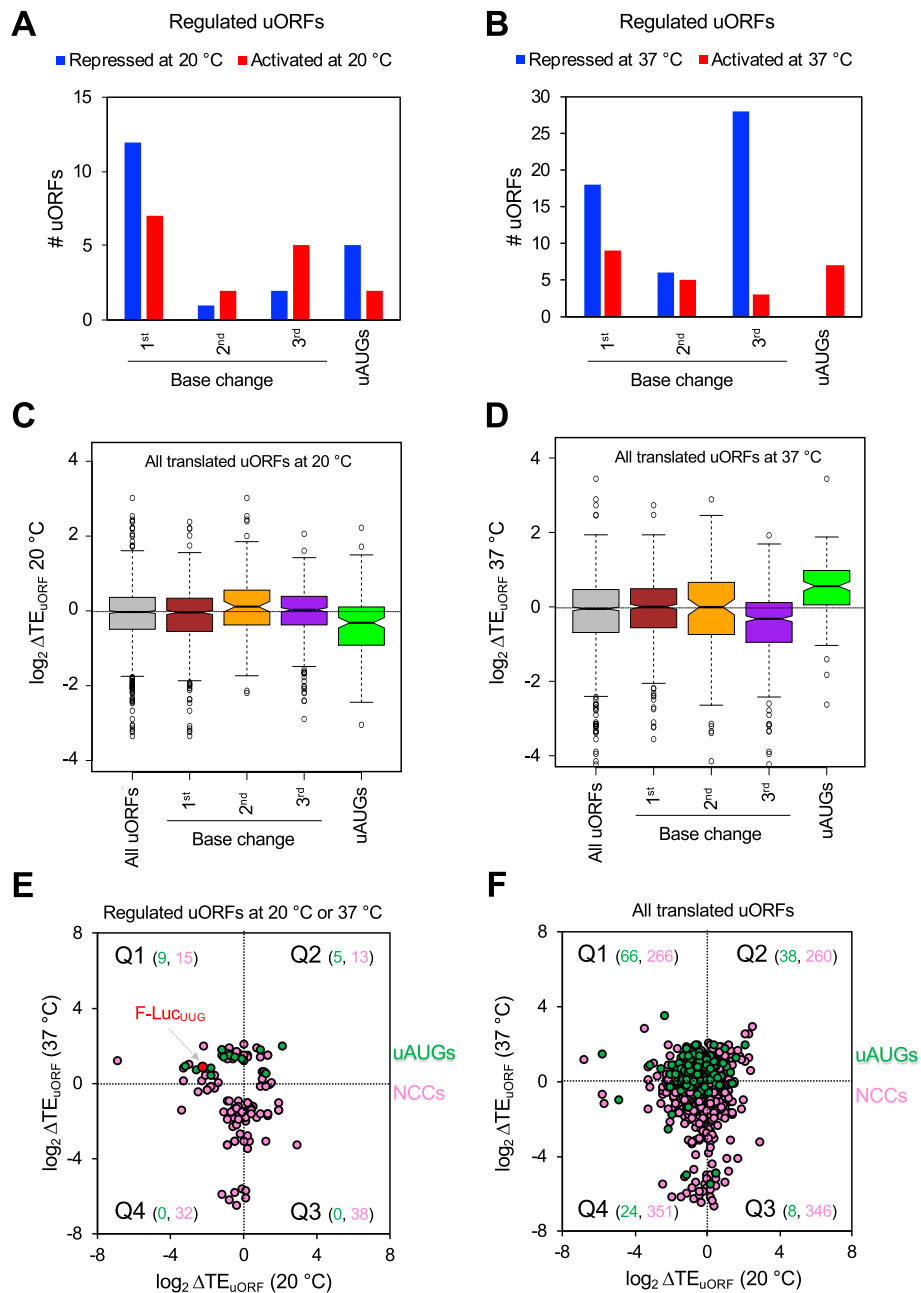 A
Regulated uORFs
Repressed at 20 °C Activated at 20 °C
# uORFs
15
10
5
0
1st
2nd
3rd
uAUGs
Base change
B
Regulated uORFs
Repressed at 37 °C Activated at 37 °C
# uORFs
30
25
20
15
10
5
0
1st
2nd
3rd
uAUGs
Base change
C
All translated uORFs at 20 °C
log2 ΔTEuORF 20 °C
4
2
0
-2
-4
All uORFs
1st
2nd
3rd
uAUGs
Base change
D
All translated uORFs at 37 °C
log2 ΔTEuORF 37 °C
4
2
0
-2
-4
All uORFs
1st
2nd
3rd
uAUGs
Base change
E
Regulated uORFs at 20 °C or 37 °C
log2 ΔTEuORF (37 °C)
8
4
0
-4
-8
Q1 (9, 15)
Q2 (5, 13)
F-LucUUG
uAUGs
NCCs
Q4 (0, 32)
Q3 (0, 38)
-8 -4 0 4 8
log2 ΔTEuORF (20 °C)
F
All translated uORFs
log2 ΔTEuORF (37 °C)
8
4
0
-4
-8
Q1 (66, 266)
Q2 (38, 260)
uAUGs
NCCs
Q4 (24, 351)
Q3 (8, 346)
-8 -4 0 4 8
log2 ΔTEuORF (20 °C)